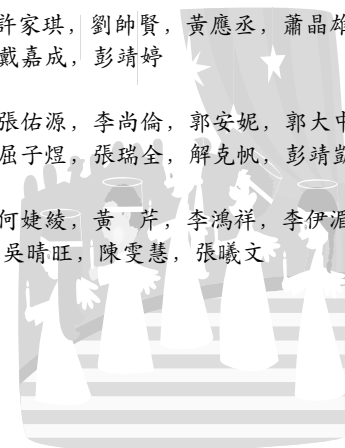 許家琪，劉帥賢，黃應丞，蕭晶雄
戴嘉成，彭靖婷
張佑源，李尚倫，郭安妮，郭大中
屈子煜，張瑞全，解克帆，彭靖凱
何婕綾，黃　芹，李鴻祥，李伊湄
吳晴旺，陳雯慧，張曦文